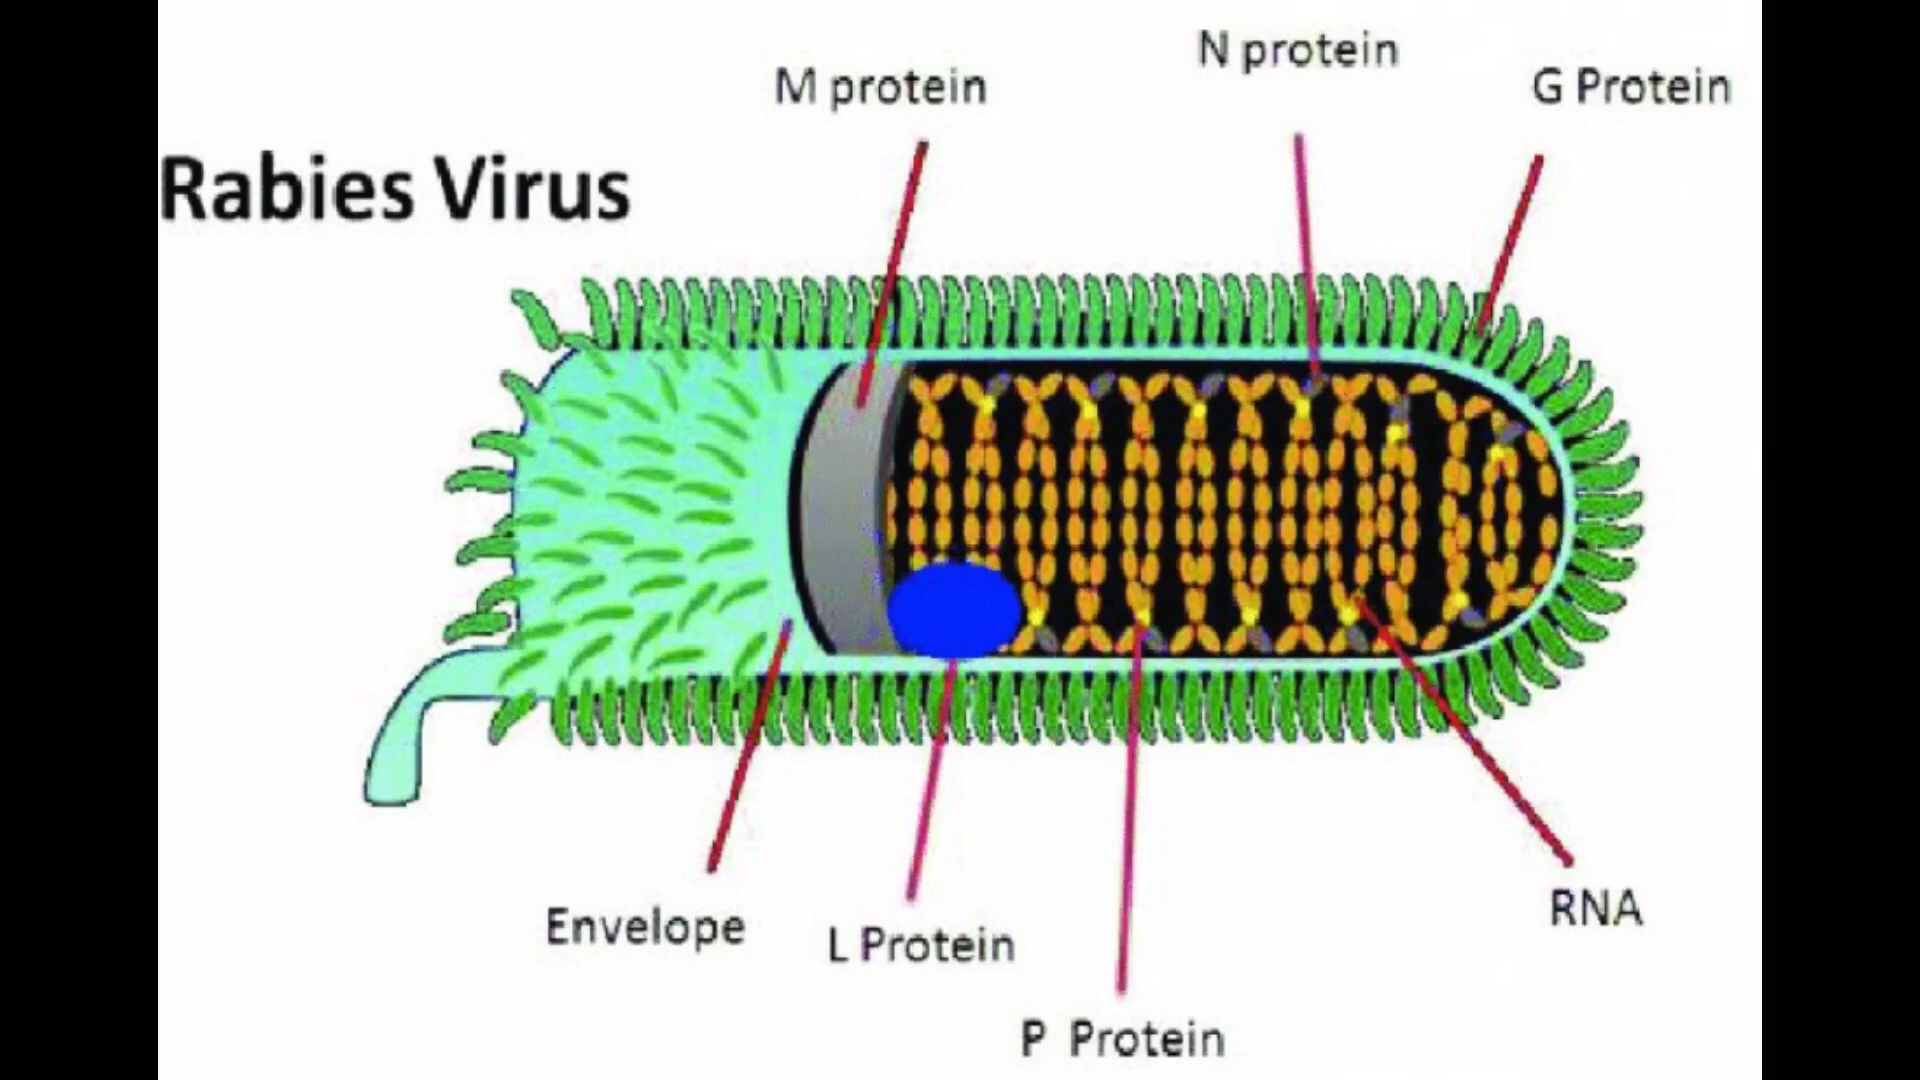 N protein
M protein
G Protein
Rabies Virus
RNA
Envelope
L Protein
P Protein